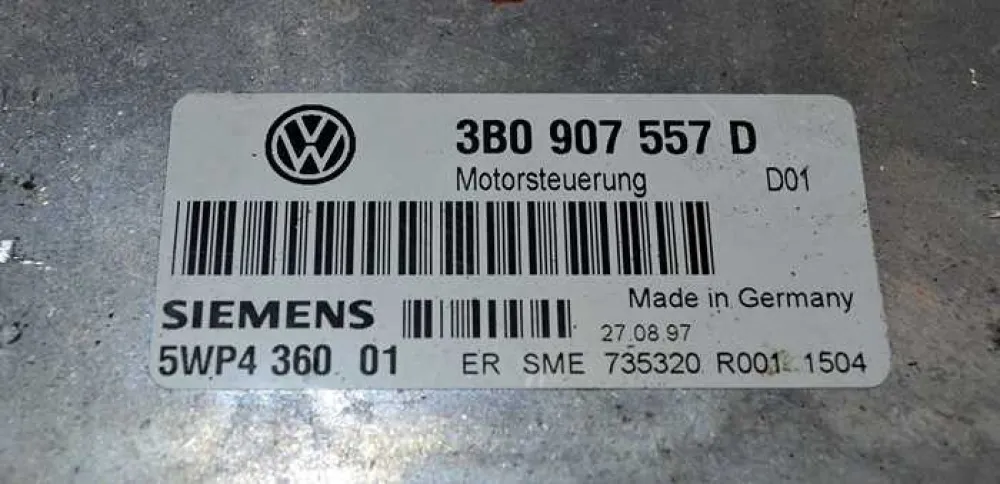 3B0 907 557 D
Motorsteuerung D01
Made in Germany
SIEMENS 27.08.97
5WP4 360 01 ER SME 735320 R001 1504